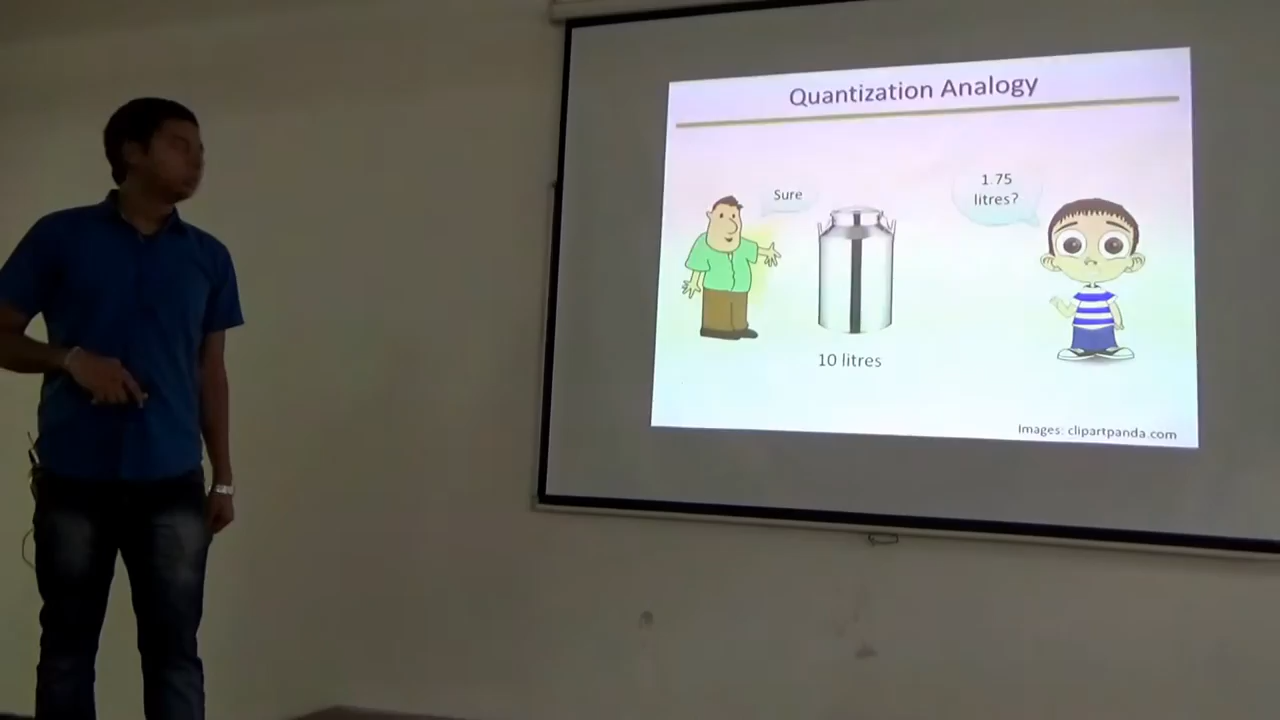 Quantization Analogy
Sure
1.75
litres?
10 litres
Images: clipartpanda.com